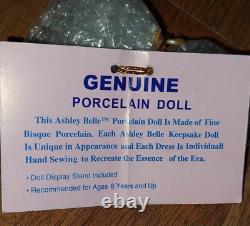 GENUINE
PORCELAIN DOLL
This Ashley Belle™ Porcelain Doll Is Made of Fine
Bisque Porcelain. Each Ashley Belle Keepsake Doll
Is Unique in Appearance and Each Dress is Individuall
Hand Sewing to Recreate the Essence of the Era.
• Doll Display Stand Included
• Recommended for Ages 8 Years and Up